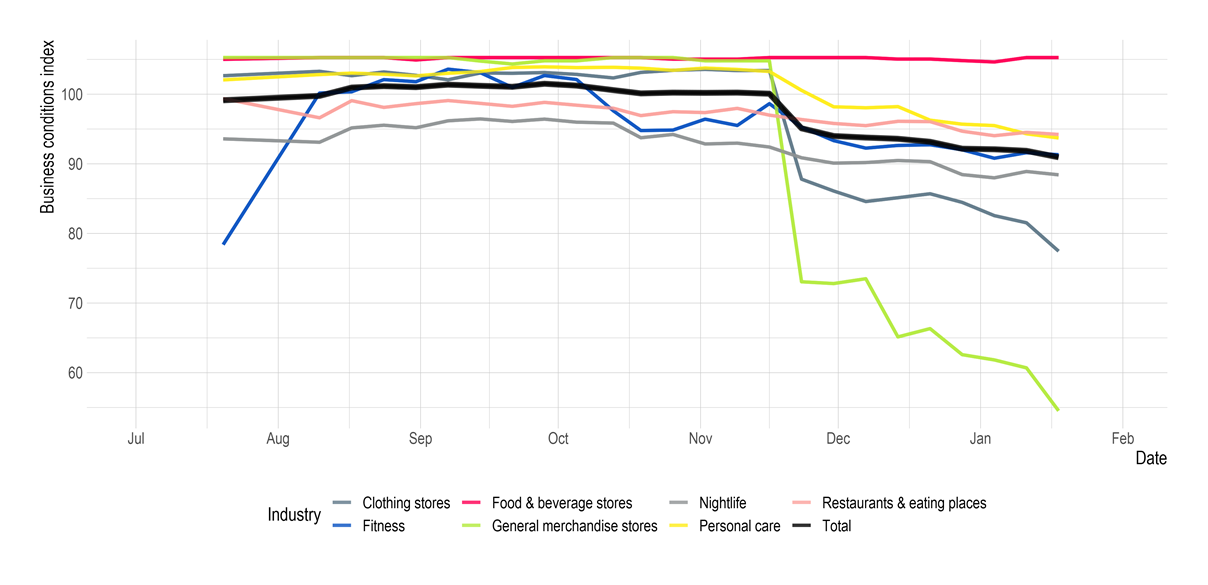 Business conditions index
100
90
80
70
60
Jul Aug Sep Oct Nov Dec Jan Feb
Date
Industry
Clothing stores Food & beverage stores Nightlife Restaurants & eating places
Fitness General merchandise stores Personal care Total